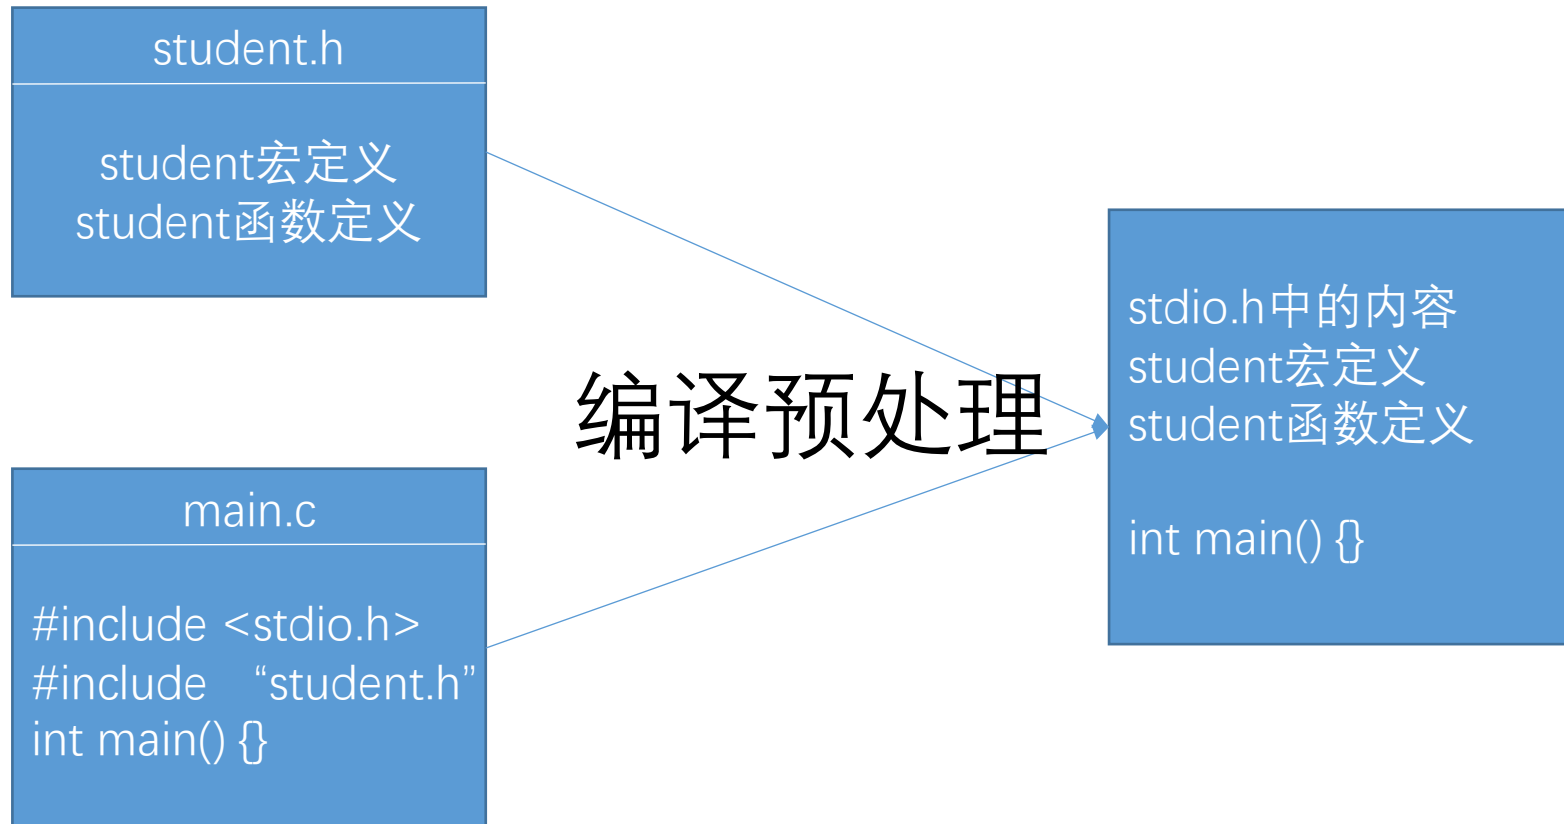 student.h
student宏定义
student函数定义
编译预处理
main.c
#include <stdio.h>
#include “student.h”
int main() {}
stdio.h中的内容
student宏定义
student函数定义
int main() {}